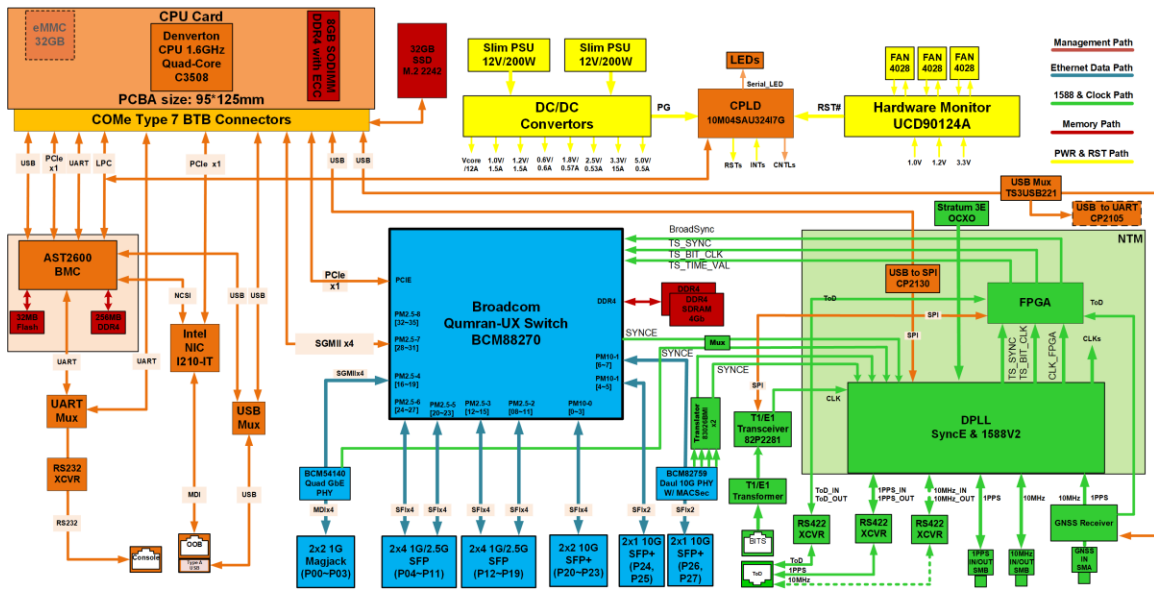 CPU Card
eMMC
32GB
Denverton
CPU 1.6GHz
Quad-Core
C3508
8GB SODIMM
DDR4 with ECC
PCBA size: 95*125mm
COMe Type 7 BTB Connectors
32GB
SSD
M.2 2242
Slim PSU
12V/200W
Slim PSU
12V/200W
DC/DC
Convertors
PG
LEDs
Serial_LED
CPLD
10M04SAU324I7G
RST#
FAN
4028
FAN
4028
FAN
4028
Hardware Monitor
UCD90124A
Management Path
Ethernet Data Path
1588 & Clock Path
Memory Path
PWR & RST Path
Vcore
/12A
1.0V/
1.5A
1.2V/
1.5A
0.6V/
0.6A
1.8V/
0.57A
2.5V/
0.53A
3.3V/
15A
5.0V/
0.5A
RSTs
INTs
CNTLs
1.0V
1.2V
3.3V
USB
PCIe
x1
UART
LPC
PCIe x1
USB
USB
USB Mux
TS3USB221
USB to UART
CP2105
Stratum 3E
OCXO
AST2600
BMC
32MB
Flash
256MB
DDR4
NCSI
Intel
NIC
I210-IT
USB
USB
UART
UART
UART
Mux
USB
Mux
RS232
XCVR
RS232
MDI
USB
Console
OOB
Type A
USB
PCIe
x1
SGMII x4
SGMIIx4
Broadcom
Qumran-UX Switch
BCM88270
PCIE
PM2.5-8
[32~35]
PM2.5-7
[28~31]
PM2.5-4
[16~19]
PM2.5-6
[24~27]
PM2.5-5
[20~23]
PM2.5-3
[12~15]
PM2.5-2
[08~11]
PM10-0
[0~3]
DDR4
PM10-1
[6~7]
PM10-1
[4~5]
DDR4
DDR4
SDRAM
4Gb
BroadSync
TS_SYNC
TS_BIT_CLK
TS_TIME_VAL
SYNCE
SYNCE
SYNCE
Mux
Translator
83026BMI
x2
NTM
USB to SPI
CP2130
FPGA
ToD
ToD
SPI
SPI
SPI
TS_SYNC
TS_BIT_CLK
CLK_FPGA
CLKs
CLK
T1/E1
Transceiver
82P2281
T1/E1
Transformer
BITS
DPLL
SyncE & 1588V2
BCM54140
Quad GbE
PHY
MDIx4
SFIx4
SFIx4
SFIx4
SFIx4
SFIx4
SFIx2
SFIx2
BCM82759
Daul 10G PHY
W/ MACSec
2x2 1G
Magjack
(P00~P03)
2x4 1G/2.5G
SFP
(P04~P11)
2x4 1G/2.5G
SFP
(P12~P19)
2x2 10G
SFP+
(P20~P23)
2x1 10G
SFP+
(P24,
P25)
2x1 10G
SFP+
(P26,
P27)
ToD_IN
ToD_OUT
1PPS_IN
1PPS_OUT
10MHz_IN
10MHz_OUT
1PPS
10MHz
10MHz
1PPS
RS422
XCVR
RS422
XCVR
RS422
XCVR
GNSS Receiver
ToD
ToD
1PPS
10MHz
1PPS
IN/OUT
SMB
10MHz
IN/OUT
SMB
GNSS
IN
SMA